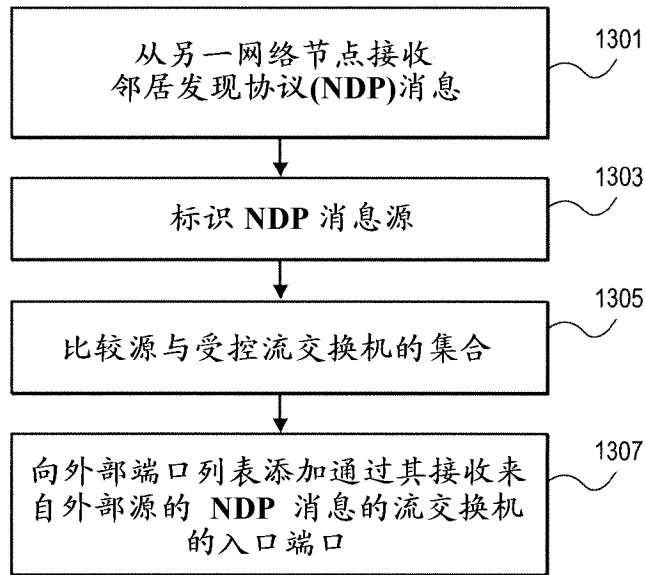 从另一网络节点接收
邻居发现协议(NDP)消息
1301
标识 NDP 消息源
1303
比较源与受控流交换机的集合
1305
向外部端口列表添加通过其接收来
自外部源的 NDP 消息的流交换机
的入口端口
1307